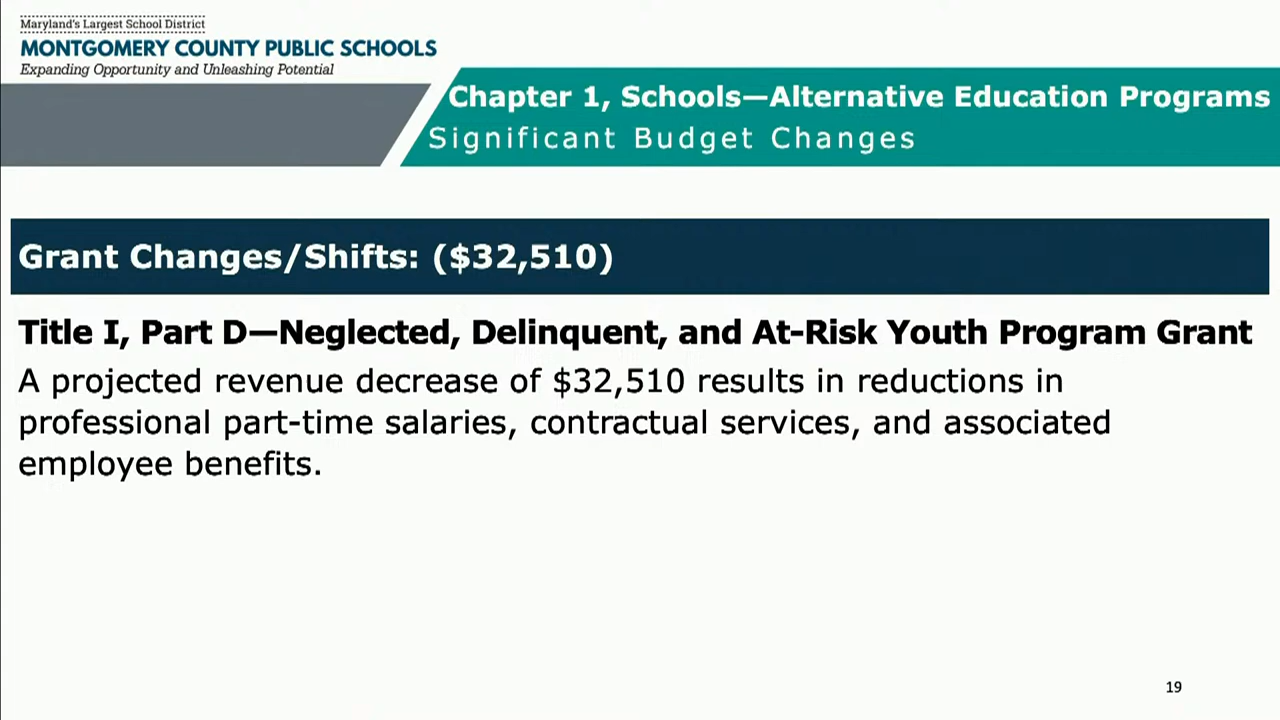 Maryland's Largest School District
MONTGOMERY COUNTY PUBLIC SCHOOLS
Expanding Opportunity and Unleashing Potential
Chapter 1, Schools—Alternative Education Programs
Significant Budget Changes
Grant Changes/Shifts: ($32,510)
Title I, Part D—Neglected, Delinquent, and At-Risk Youth Program Grant
A projected revenue decrease of $32,510 results in reductions in
professional part-time salaries, contractual services, and associated
employee benefits.
19